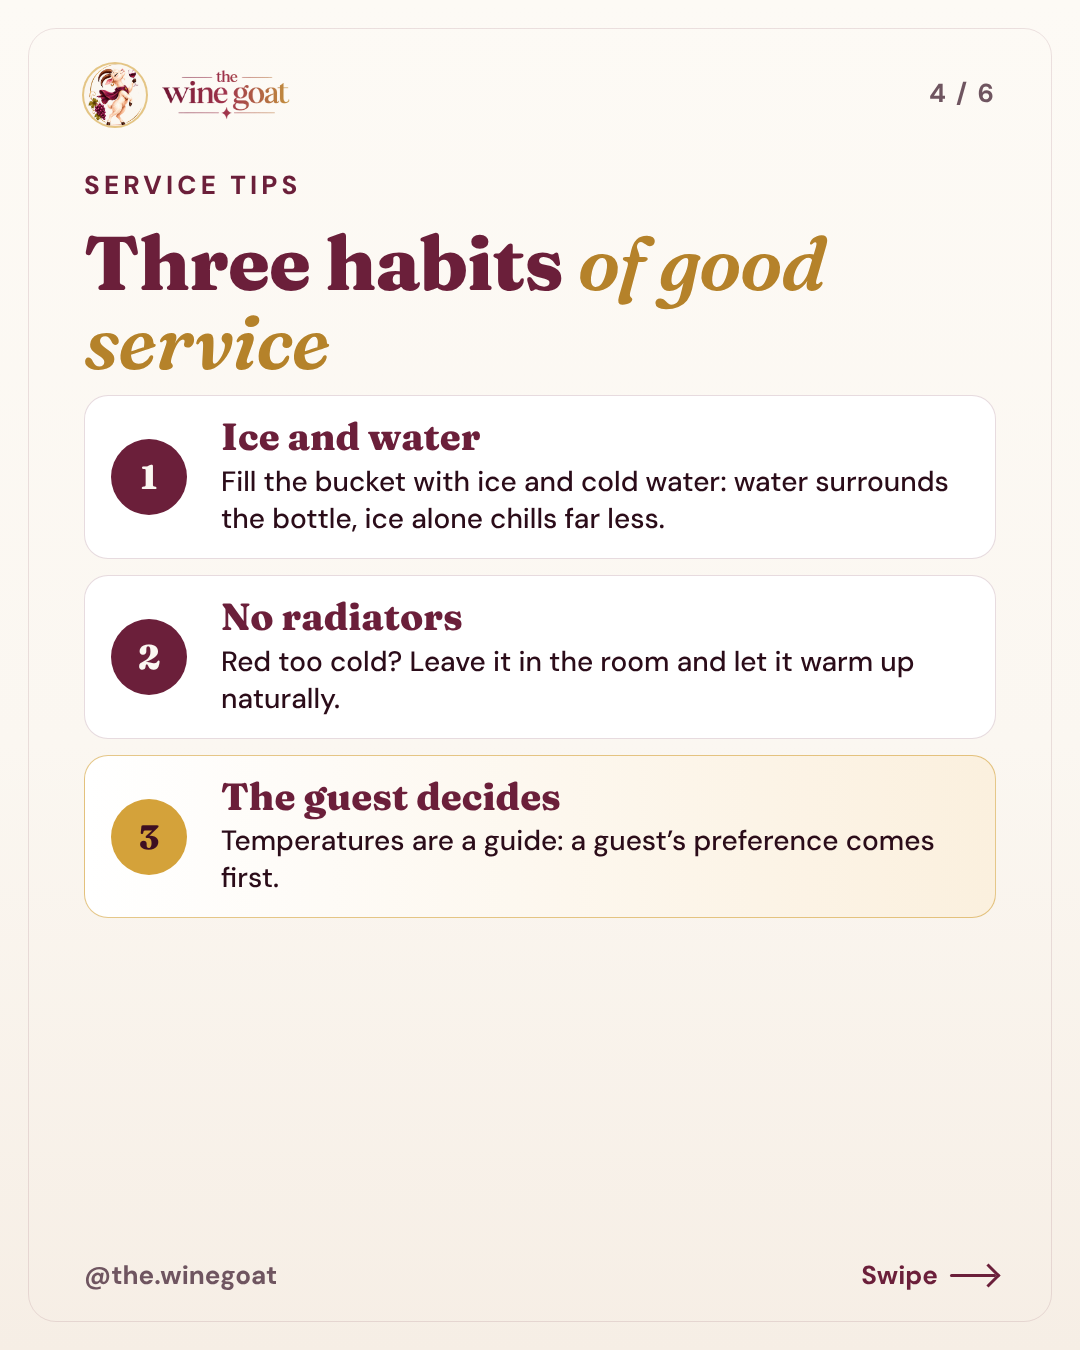 the
wine goat
4 / 6
SERVICE TIPS
Three habits of good
service
1
Ice and water
Fill the bucket with ice and cold water: water surrounds
the bottle, ice alone chills far less.
2
No radiators
Red too cold? Leave it in the room and let it warm up
naturally.
3
The guest decides
Temperatures are a guide: a guest’s preference comes
first.
@the.winegoat
Swipe